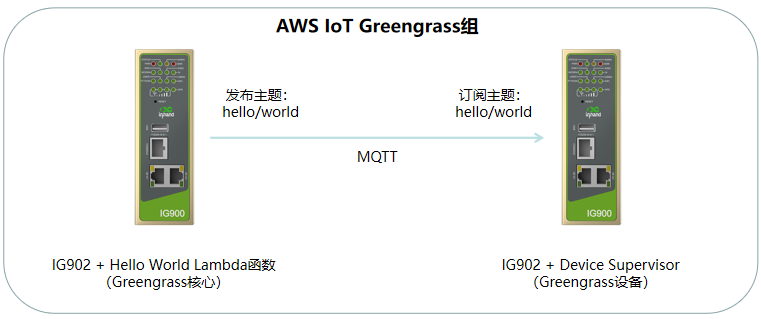 AWS IoT Greengrass组
发布主题：
hello/world
订阅主题：
hello/world
MQTT
inhand
IG900
inhand
IG900
IG902 + Hello World Lambda函数
（Greengrass核心）
IG902 + Device Supervisor
（Greengrass设备）